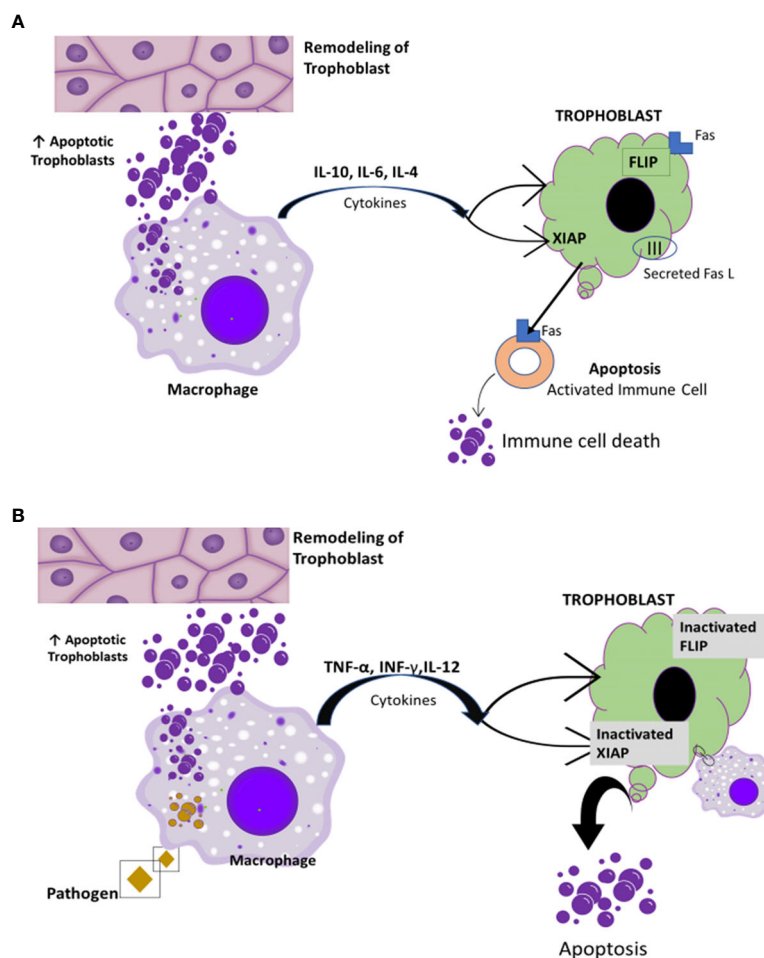 A
Remodeling of
Trophoblast
↑ Apoptotic
Trophoblasts
IL-10, IL-6, IL-4
Cytokines
Macrophage
TROPHOBLAST
Fas
FLIP
XIAP
Secreted Fas L
Fas
Apoptosis
Activated Immune Cell
Immune cell death
B
Remodeling of
Trophoblast
↑ Apoptotic
Trophoblasts
TNF-α, INF-γ,IL-12
Cytokines
Macrophage
Pathogen
TROPHOBLAST
Inactivated
FLIP
Inactivated
XIAP
Apoptosis